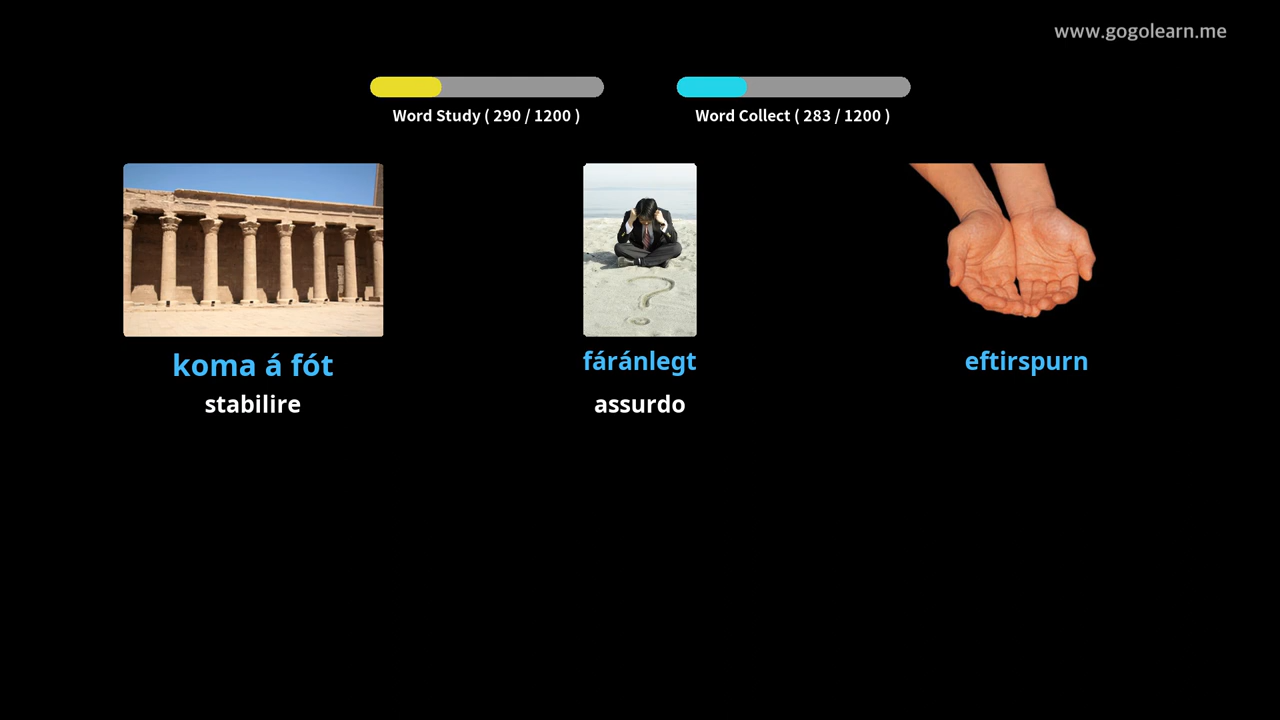 www.gogolearn.me
Word Study ( 290 / 1200 )
Word Collect ( 283 / 1200 )
koma á fót
fáránlegt
eftirspurn
stabilire
assurdo